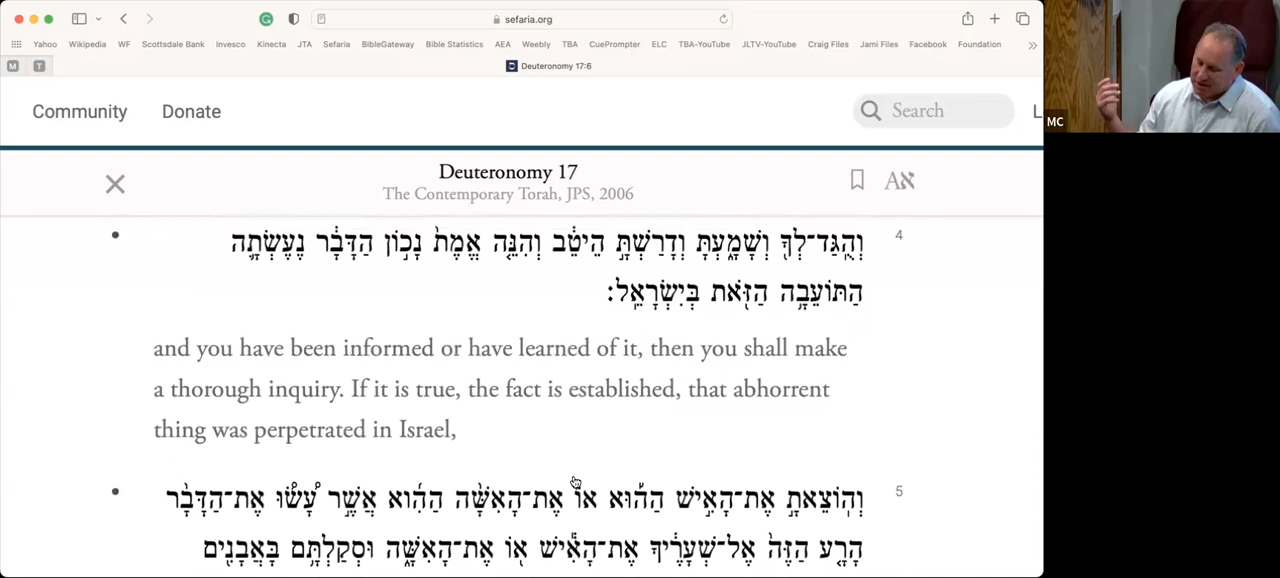 sefaria.org
Yahoo Wikipedia WF Scottsdale Bank Invesco Kinecta JTA Sefaria BibleGateway Bible Statistics AEA Weebly TBA CuePrompter ELC TBA-YouTube JLTV-YouTube Craig Files Jami Files Facebook Foundation
M T Deuteronomy 17:6
Community Donate Search L
MC
Deuteronomy 17
The Contemporary Torah, JPS, 2006
Aא
4
וְהֻֽגַּד־לְךָ֖ וְשָׁמָ֑עְתָּ וְדָרַשְׁתָּ֣ הֵיטֵ֔ב וְהִנֵּ֤ה אֱמֶת֙ נָכ֣וֹן הַדָּבָ֔ר נֶעֶשְׂתָ֛ה
הַתּוֹעֵבָ֥ה הַזֹּ֖את בְּיִשְׂרָאֵֽל׃
and you have been informed or have learned of it, then you shall make
a thorough inquiry. If it is true, the fact is established, that abhorrent
thing was perpetrated in Israel,
5
וְהֽוֹצֵאתָ֣ אֶת־הָאִ֣ישׁ הַה֡וּא אוֹ֩ אֶת־הָאִשָּׁ֨ה הַהִ֜וא אֲשֶׁ֣ר עָ֠שׂ֠וּ אֶת־הַדָּבָ֨ר
הָרָ֤ע הַזֶּה֙ אֶל־שְׁעָרֶ֔יךָ אֶת־הָאִ֕ישׁ א֖וֹ אֶת־הָאִשָּׁ֑ה וּסְקַלְתָּ֥ם בָּאֲבָנִ֖ים